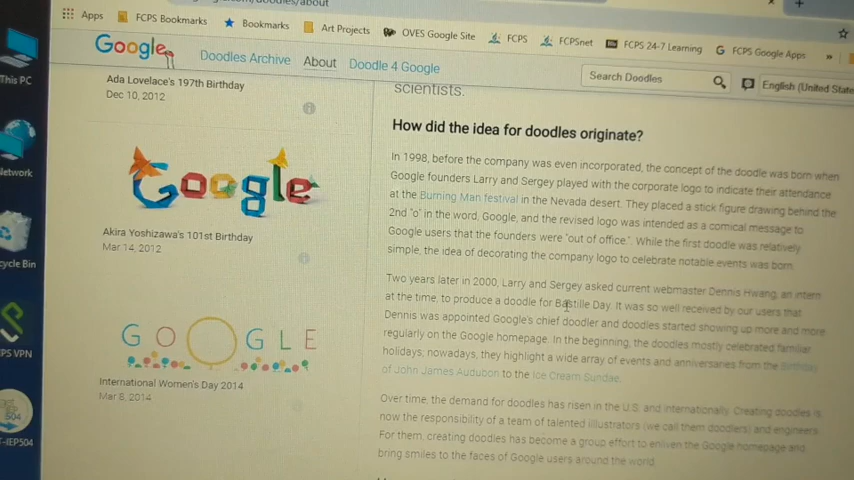 Apps
FCPS Bookmarks
Bookmarks
Art Projects
OVES Google Site
FCPS
FCPSnet
FCPS 24-7 Learning
FCPS Google Apps
»
Google
Doodles Archive
About
Doodle 4 Google
Search Doodles
English (United State
This PC
Network
cycle Bin
PS VPN
T-IEP504
Ada Lovelace's 197th Birthday
Dec 10, 2012
Google
Akira Yoshizawa's 101st Birthday
Mar 14, 2012
GOOGLE
International Women's Day 2014
Mar 8, 2014
scientists.
How did the idea for doodles originate?
In 1998, before the company was even incorporated, the concept of the doodle was born when
Google founders Larry and Sergey played with the corporate logo to indicate their attendance
at the Burning Man festival in the Nevada desert. They placed a stick figure drawing behind the
2nd "o" in the word, Google, and the revised logo was intended as a comical message to
Google users that the founders were "out of office". While the first doodle was relatively
simple, the idea of decorating the company logo to celebrate notable events was born.
Two years later in 2000, Larry and Sergey asked current webmaster Dennis Hwang, an intern
at the time, to produce a doodle for Bastille Day. It was so well received by our users that
Dennis was appointed Google's chief doodler and doodles started showing up more and more
regularly on the Google homepage. In the beginning, the doodles mostly celebrated familiar
holidays; nowadays, they highlight a wide array of events and anniversaries from the Birthday
of John James Audubon to the Ice Cream Sundae.
Over time, the demand for doodles has risen in the U.S. and internationally. Creating doodles is
now the responsibility of a team of talented illustrators (we call them doodlers) and engineers.
For them, creating doodles has become a group effort to enliven the Google homepage and
bring smiles to the faces of Google users around the world.